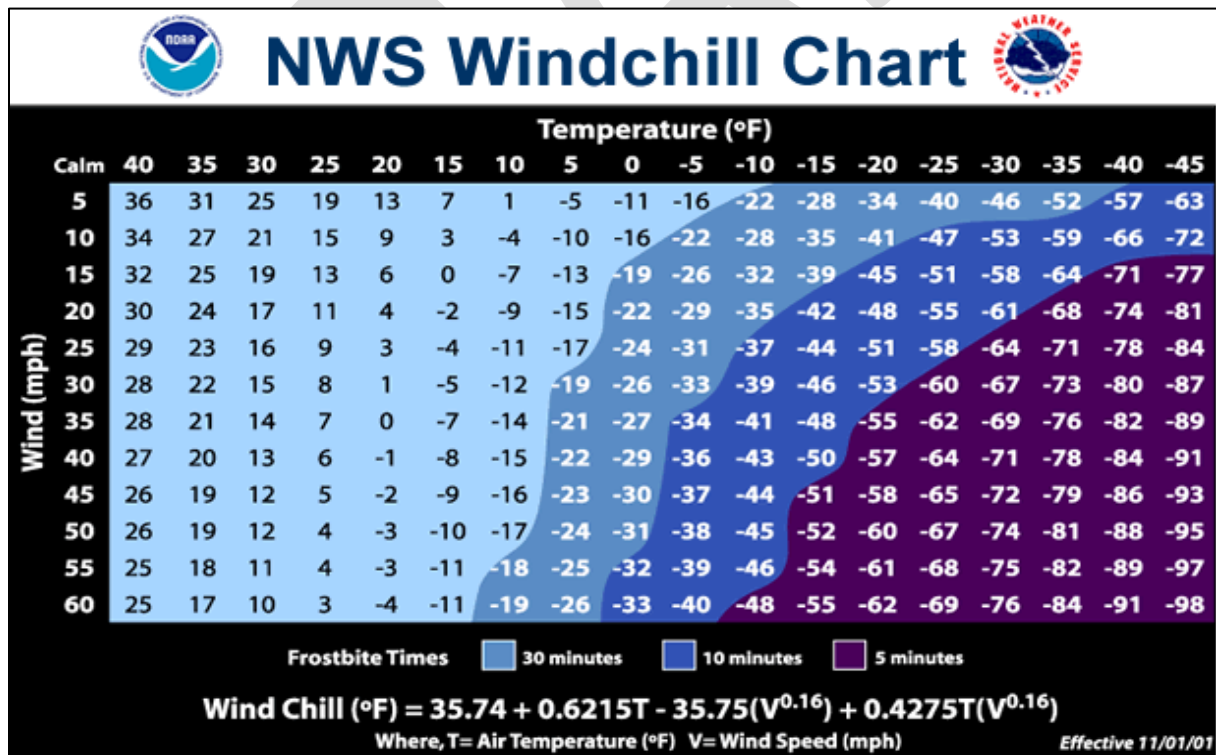 NOAA
NWS Windchill Chart
NATIONAL WEATHER SERVICE
Temperature (ºF)
Calm 40 35 30 25 20 15 10 5 0 -5 -10 -15 -20 -25 -30 -35 -40 -45
Wind (mph)
5 36 31 25 19 13 7 1 -5 -11 -16 -22 -28 -34 -40 -46 -52 -57 -63
10 34 27 21 15 9 3 -4 -10 -16 -22 -28 -35 -41 -47 -53 -59 -66 -72
15 32 25 19 13 6 0 -7 -13 -19 -26 -32 -39 -45 -51 -58 -64 -71 -77
20 30 24 17 11 4 -2 -9 -15 -22 -29 -35 -42 -48 -55 -61 -68 -74 -81
25 29 23 16 9 3 -4 -11 -17 -24 -31 -37 -44 -51 -58 -64 -71 -78 -84
30 28 22 15 8 1 -5 -12 -19 -26 -33 -39 -46 -53 -60 -67 -73 -80 -87
35 28 21 14 7 0 -7 -14 -21 -27 -34 -41 -48 -55 -62 -69 -76 -82 -89
40 27 20 13 6 -1 -8 -15 -22 -29 -36 -43 -50 -57 -64 -71 -78 -84 -91
45 26 19 12 5 -2 -9 -16 -23 -30 -37 -44 -51 -58 -65 -72 -79 -86 -93
50 26 19 12 4 -3 -10 -17 -24 -31 -38 -45 -52 -60 -67 -74 -81 -88 -95
55 25 18 11 4 -3 -11 -18 -25 -32 -39 -46 -54 -61 -68 -75 -82 -89 -97
60 25 17 10 3 -4 -11 -19 -26 -33 -40 -48 -55 -62 -69 -76 -84 -91 -98
Frostbite Times 30 minutes 10 minutes 5 minutes
Wind Chill (ºF) = 35.74 + 0.6215T - 35.75(V^0.16) + 0.4275T(V^0.16)
Where, T= Air Temperature (ºF) V= Wind Speed (mph)
Effective 11/01/01